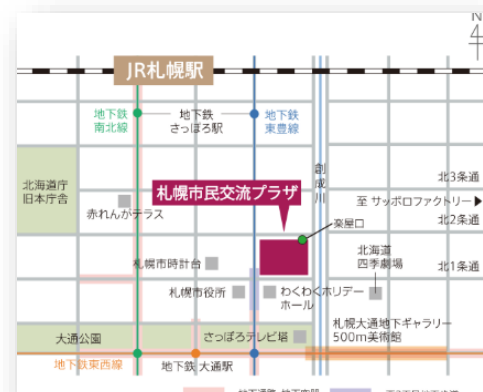 N
JR札幌駅
地下鉄
南北線
地下鉄
さっぽろ駅
地下鉄
東豊線
北海道庁
旧本庁舎
赤れんがテラス
札幌市民交流プラザ
創成川
北3条通
至 サッポロファクトリー▶
北2条通
楽屋口
札幌市時計台
北海道
四季劇場
北1条通
札幌市役所
わくわくホリデー
ホール
大通公園
さっぽろテレビ塔
札幌大通地下ギャラリー
500m美術館
地下鉄東西線
地下鉄 大通駅